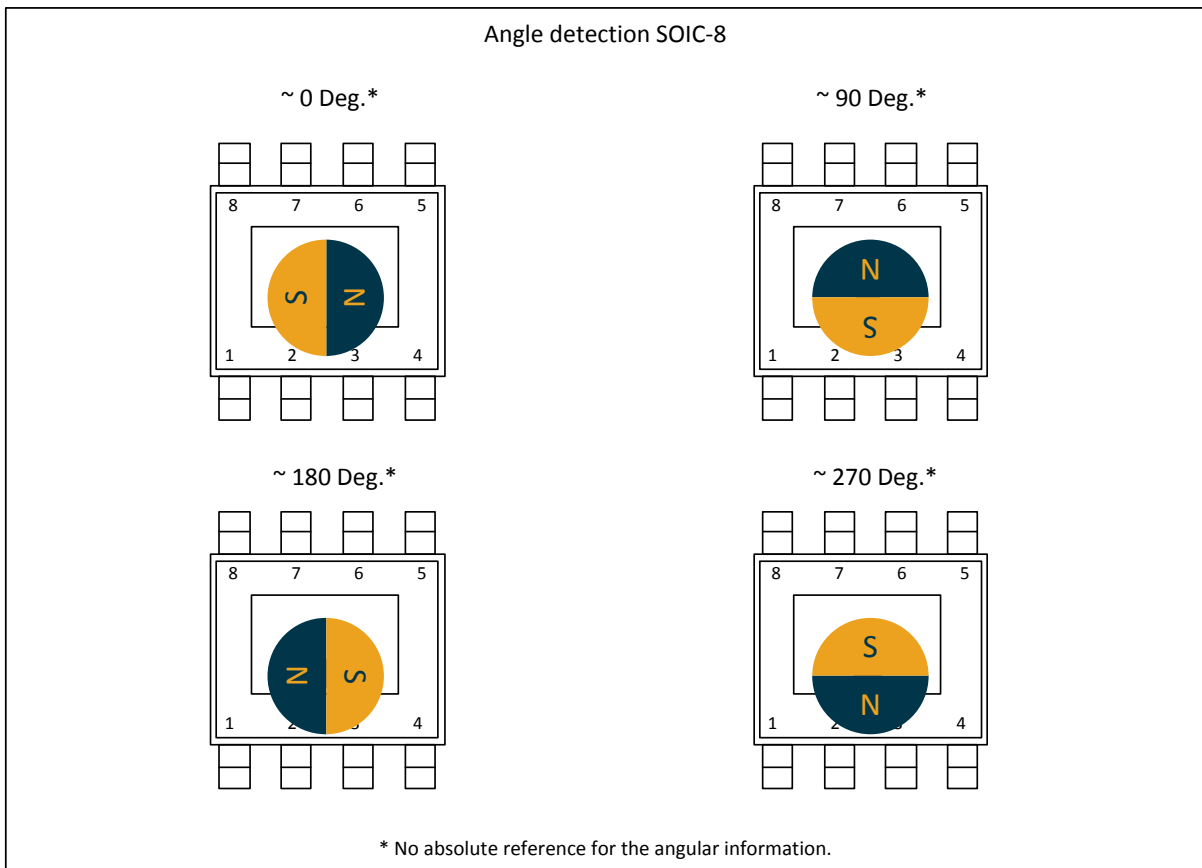 Angle detection SOIC-8
~ 0 Deg.*
~ 90 Deg.*
8 7 6 5
8 7 6 5
S N
N
S
1 2 3 4
1 2 3 4
~ 180 Deg.*
~ 270 Deg.*
8 7 6 5
8 7 6 5
N S
S
N
1 2 4
1 2 4
* No absolute reference for the angular information.